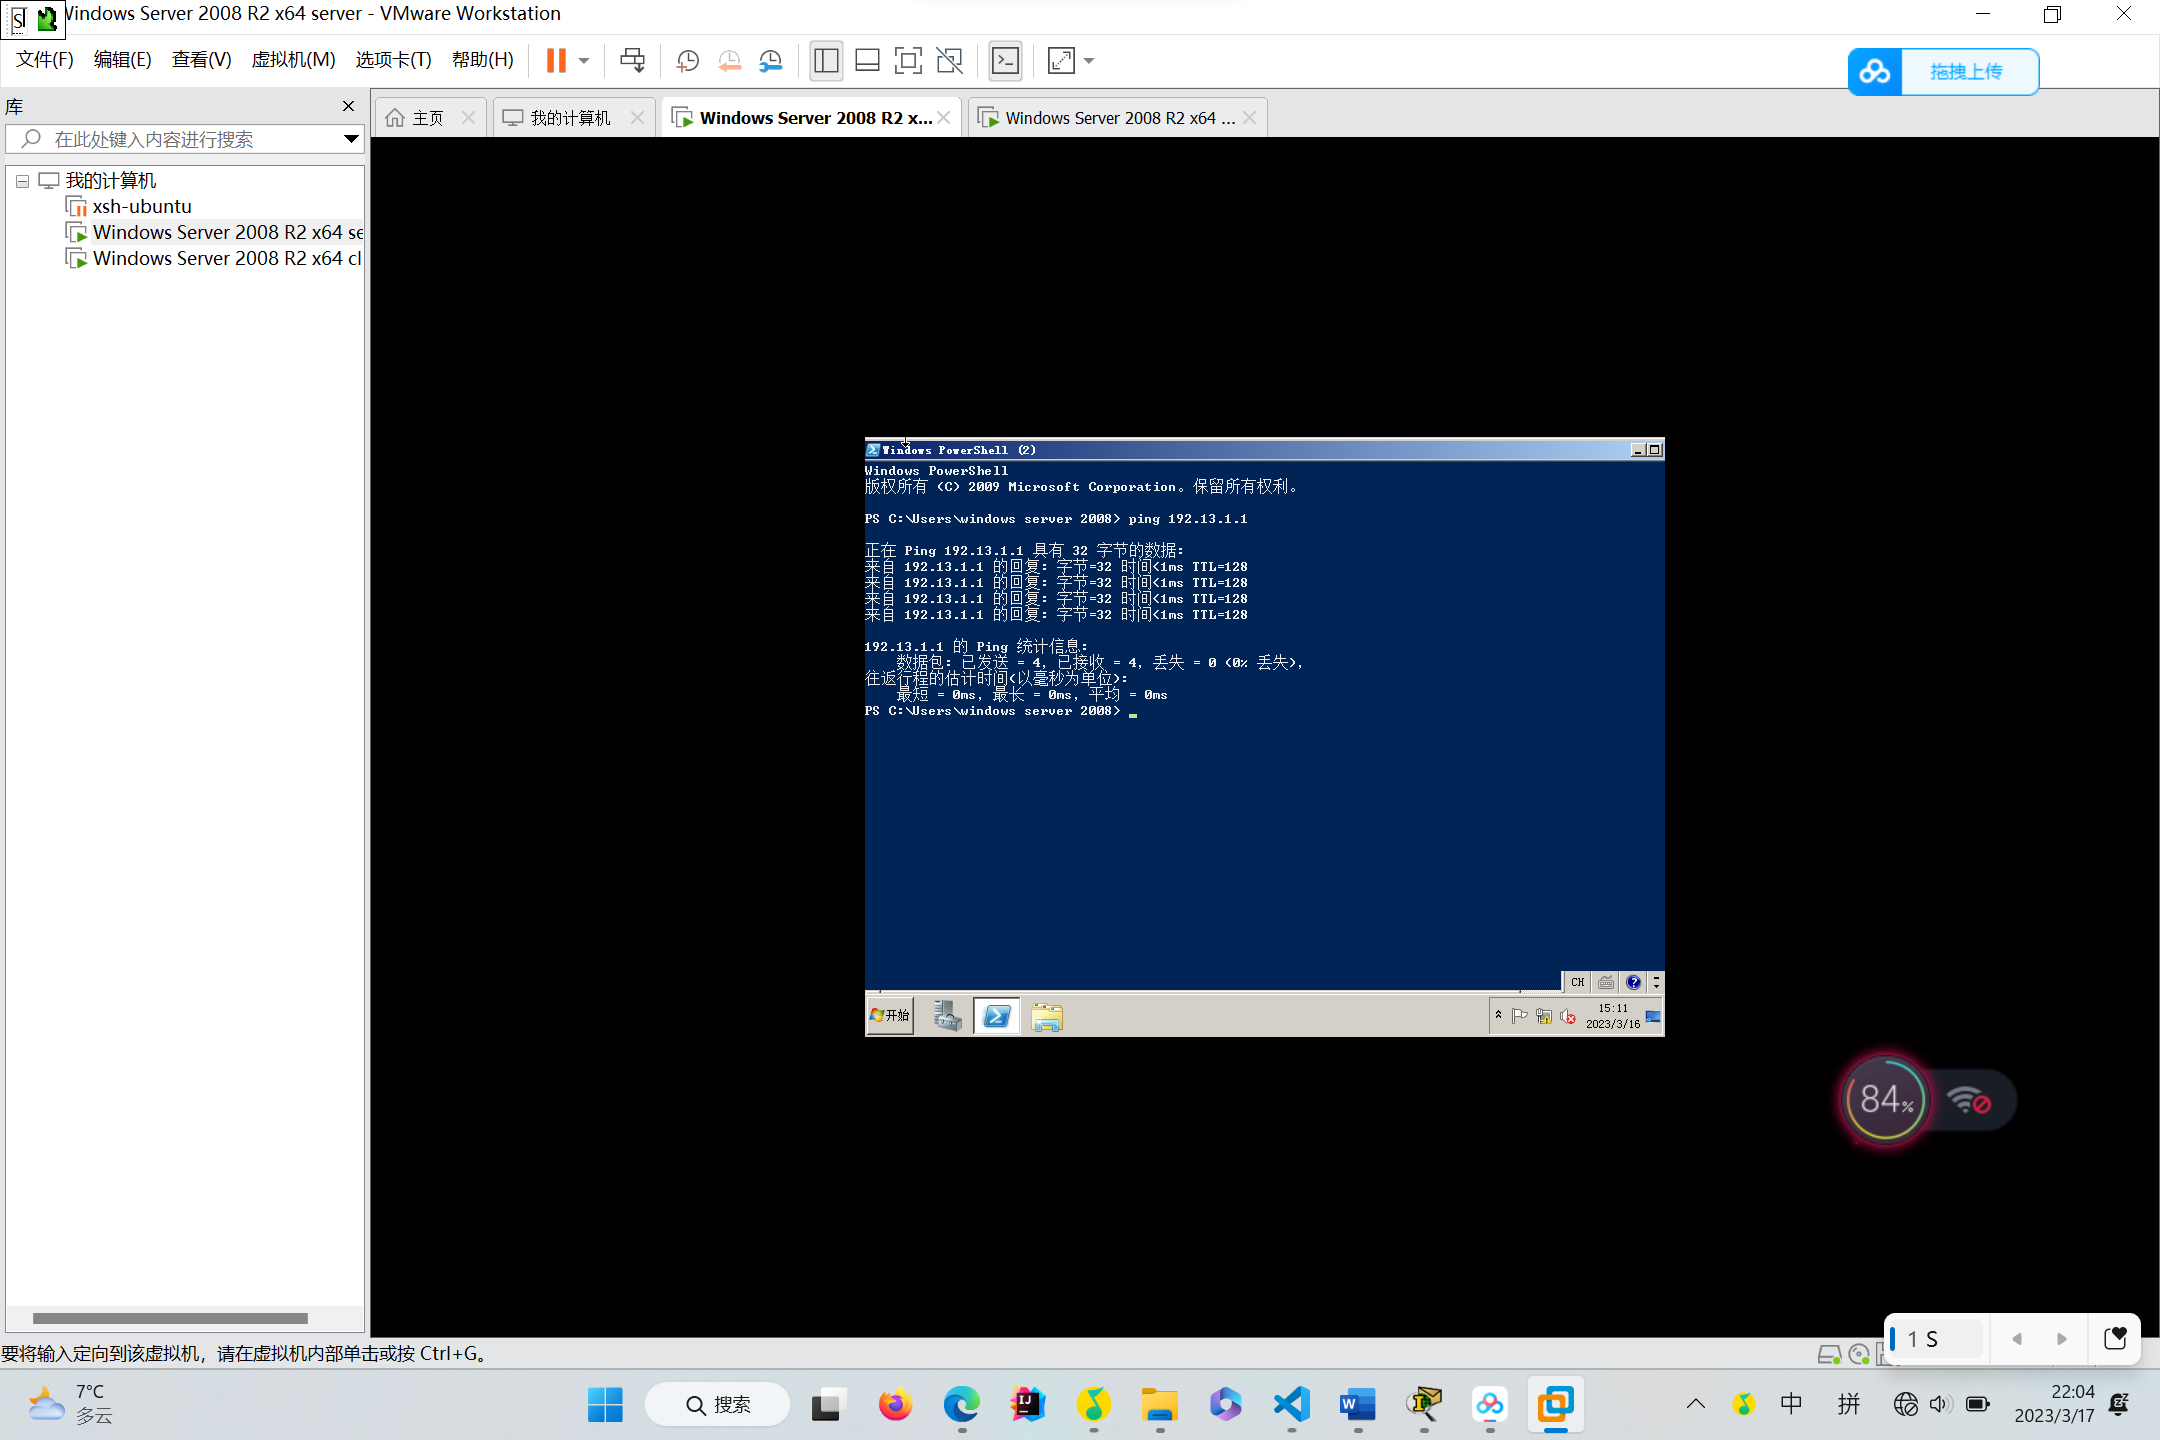 Windows Server 2008 R2 x64 server - VMware Workstation
文件(F) 编辑(E) 查看(V) 虚拟机(M) 选项卡(T) 帮助(H)
拖拽上传
库
主页
我的计算机
Windows Server 2008 R2 x...
Windows Server 2008 R2 x64 ...
在此处键入内容进行搜索
我的计算机
xsh-ubuntu
Windows Server 2008 R2 x64 se
Windows Server 2008 R2 x64 cl
Windows PowerShell (2)
Windows PowerShell
版权所有 (C) 2009 Microsoft Corporation。保留所有权利。
PS C:\Users\windows server 2008> ping 192.13.1.1
正在 Ping 192.13.1.1 具有 32 字节的数据:
来自 192.13.1.1 的回复: 字节=32 时间<1ms TTL=128
来自 192.13.1.1 的回复: 字节=32 时间<1ms TTL=128
来自 192.13.1.1 的回复: 字节=32 时间<1ms TTL=128
来自 192.13.1.1 的回复: 字节=32 时间<1ms TTL=128
192.13.1.1 的 Ping 统计信息:
数据包: 已发送 = 4, 已接收 = 4, 丢失 = 0 (0% 丢失),
往返行程的估计时间(以毫秒为单位):
最短 = 0ms, 最长 = 0ms, 平均 = 0ms
PS C:\Users\windows server 2008>
CH
开始
15:11
2023/3/16
84%
1 S
要将输入定向到该虚拟机，请在虚拟机内部单击或按 Ctrl+G。
7°C
多云
搜索
中
拼
22:04
2023/3/17